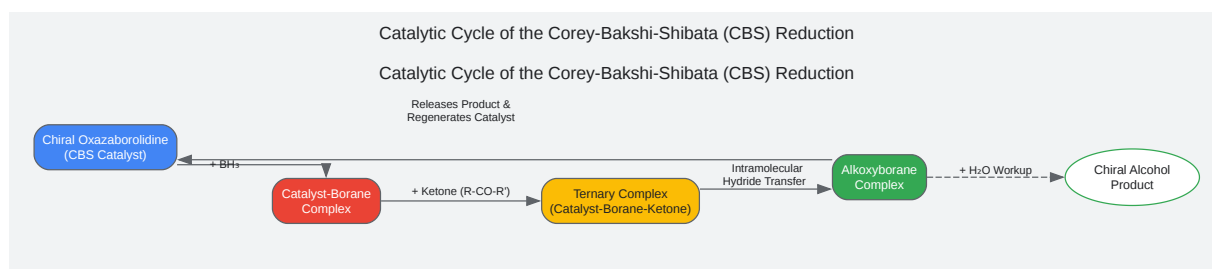 Catalytic Cycle of the Corey-Bakshi-Shibata (CBS) Reduction
Catalytic Cycle of the Corey-Bakshi-Shibata (CBS) Reduction
Releases Product &
Regenerates Catalyst
Chiral Oxazaborolidine
(CBS Catalyst)
+ BH₃
Catalyst-Borane
Complex
+ Ketone (R-CO-R')
Ternary Complex
(Catalyst-Borane-Ketone)
Intramolecular
Hydride Transfer
Alkoxyborane
Complex
+ H₂O Workup
Chiral Alcohol
Product